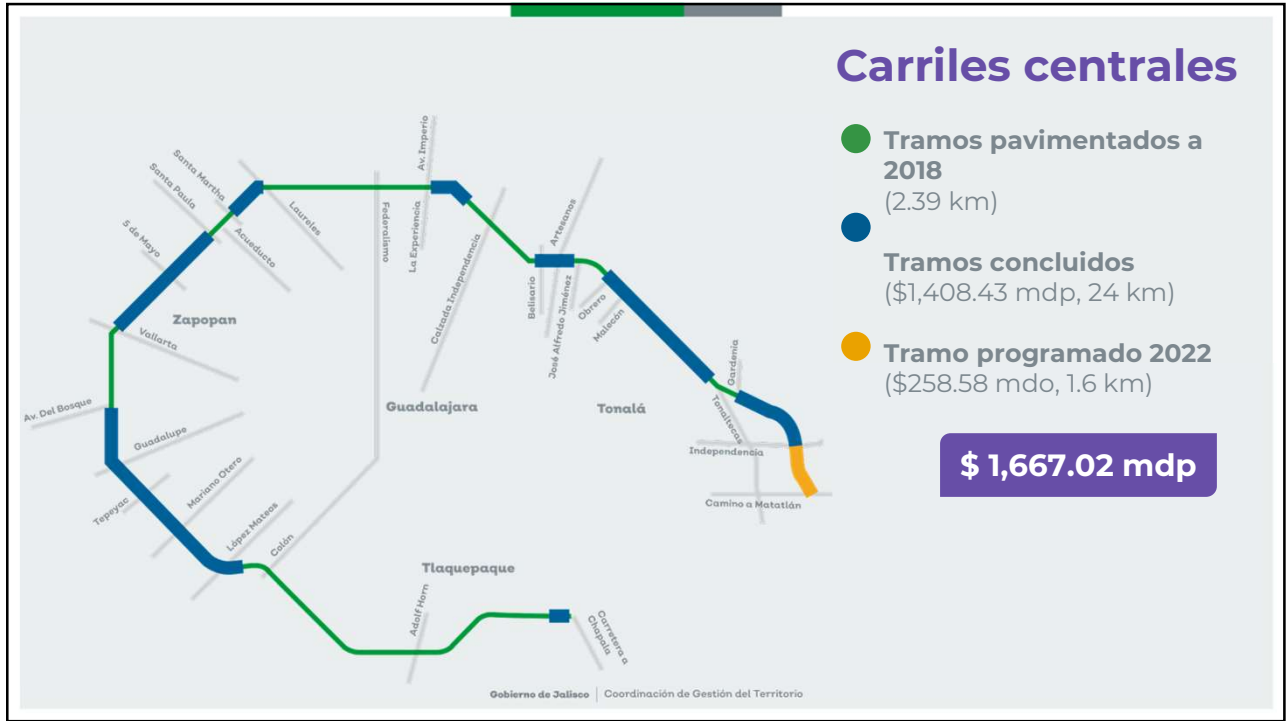 Carriles centrales
Tramos pavimentados a
2018
(2.39 km)
Tramos concluidos
($1,408.43 mdp, 24 km)
Tramo programado 2022
($258.58 mdo, 1.6 km)
$ 1,667.02 mdp
Santa Martha
Santa Paula
5 de Mayo
Acueducto
Laureles
Federalismo
Av. Imperio
La Experiencia
Calzada Independencia
Belisario
Artesanos
José Alfredo Jiménez
Obrero
Malecón
Zapopan
Vallarta
Av. Del Bosque
Guadalupe
Guadalajara
Tonalá
Gardenia
Tonaltecas
Independencia
Camino a Matatlán
Tepeyac
Mariano Otero
López Mateos
Colón
Tlaquepaque
Adolf Horn
Carretera a
Chapala
Gobierno de Jalisco | Coordinación de Gestión del Territorio